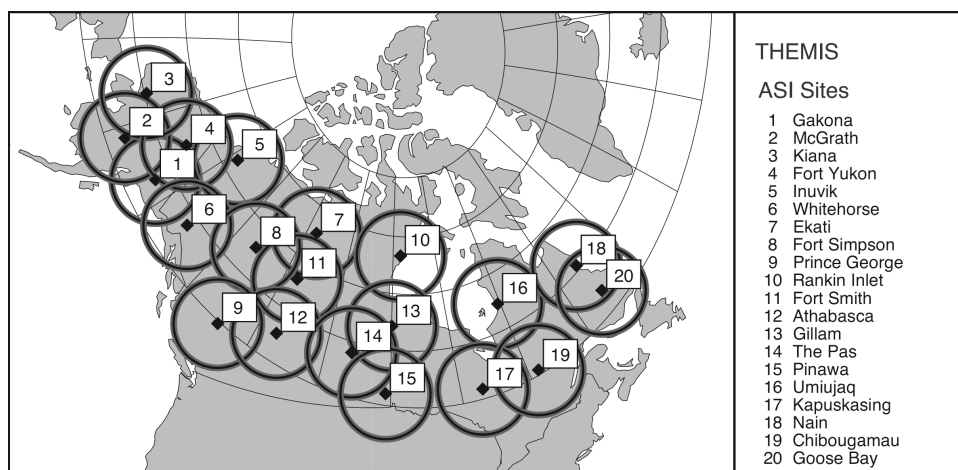 THEMIS
ASI Sites
1 Gakona
2 McGrath
3 Kiana
4 Fort Yukon
5 Inuvik
6 Whitehorse
7 Ekati
8 Fort Simpson
9 Prince George
10 Rankin Inlet
11 Fort Smith
12 Athabasca
13 Gillam
14 The Pas
15 Pinawa
16 Umiujaq
17 Kapuskasing
18 Nain
19 Chibougamau
20 Goose Bay
3
2
4
5
1
6
7
8
10
11
18
20
16
9
12
13
14
19
17
15